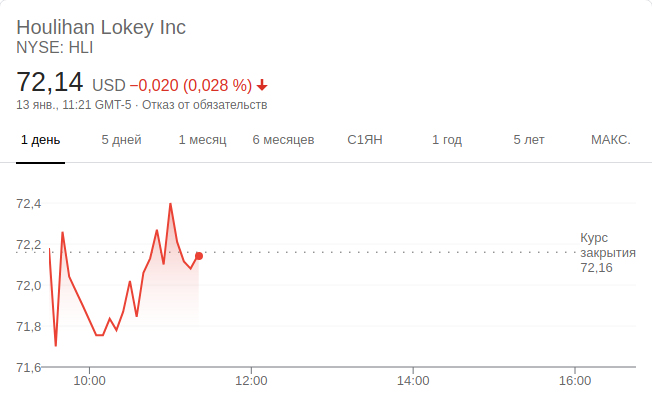 Houlihan Lokey Inc
NYSE: HLI
72,14 USD −0,020 (0,028 %)
13 янв., 11:21 GMT-5 · Отказ от обязательств
1 день 5 дней 1 месяц 6 месяцев С1ЯН 1 год 5 лет МАКС.
72,4
72,2
72,0
71,8
71,6
Курс
закрытия
72,16
10:00 12:00 14:00 16:00